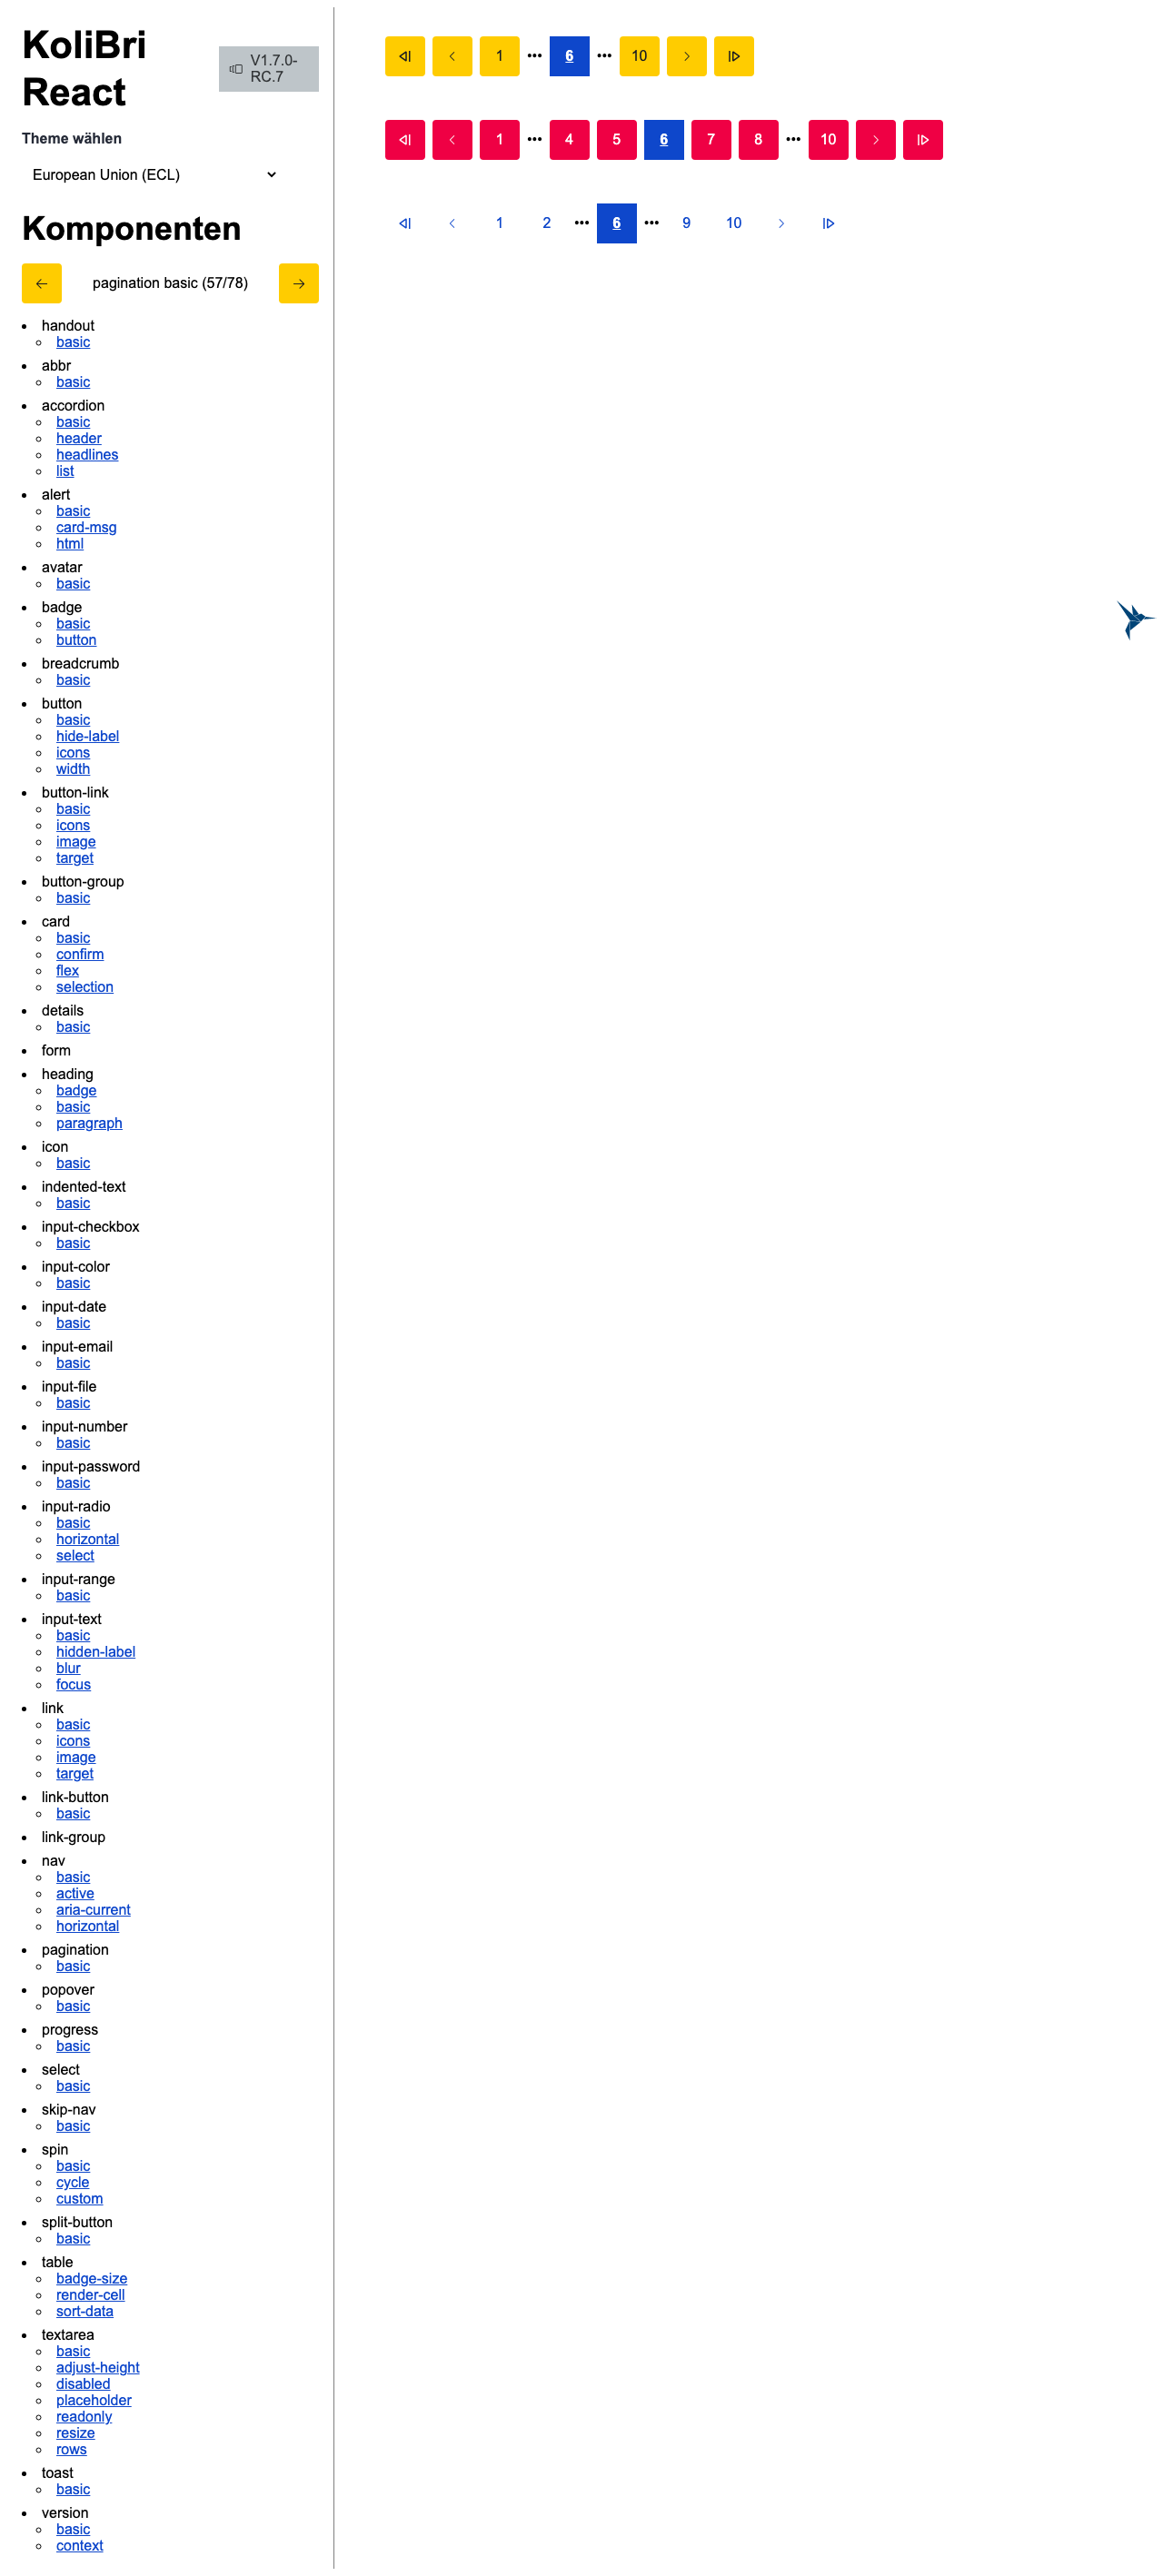 KoliBri
React
V1.7.0-
RC.7
Theme wählen
European Union (ECL)
Komponenten
pagination basic (57/78)
handout
basic
abbr
basic
accordion
basic
header
headlines
list
alert
basic
card-msg
html
avatar
basic
badge
basic
button
breadcrumb
basic
button
basic
hide-label
icons
width
button-link
basic
icons
image
target
button-group
basic
card
basic
confirm
flex
selection
details
basic
form
heading
badge
basic
paragraph
icon
basic
indented-text
basic
input-checkbox
basic
input-color
basic
input-date
basic
input-email
basic
input-file
basic
input-number
basic
input-password
basic
input-radio
basic
horizontal
select
input-range
basic
input-text
basic
hidden-label
blur
focus
link
basic
icons
image
target
link-button
basic
link-group
nav
basic
active
aria-current
horizontal
pagination
basic
popover
basic
progress
basic
select
basic
skip-nav
basic
spin
basic
cycle
custom
split-button
basic
table
badge-size
render-cell
sort-data
textarea
basic
adjust-height
disabled
placeholder
readonly
resize
rows
toast
basic
version
basic
context
1 ••• 6 ••• 10
1 ••• 4 5 6 7 8 ••• 10
1 2 ••• 6 ••• 9 10